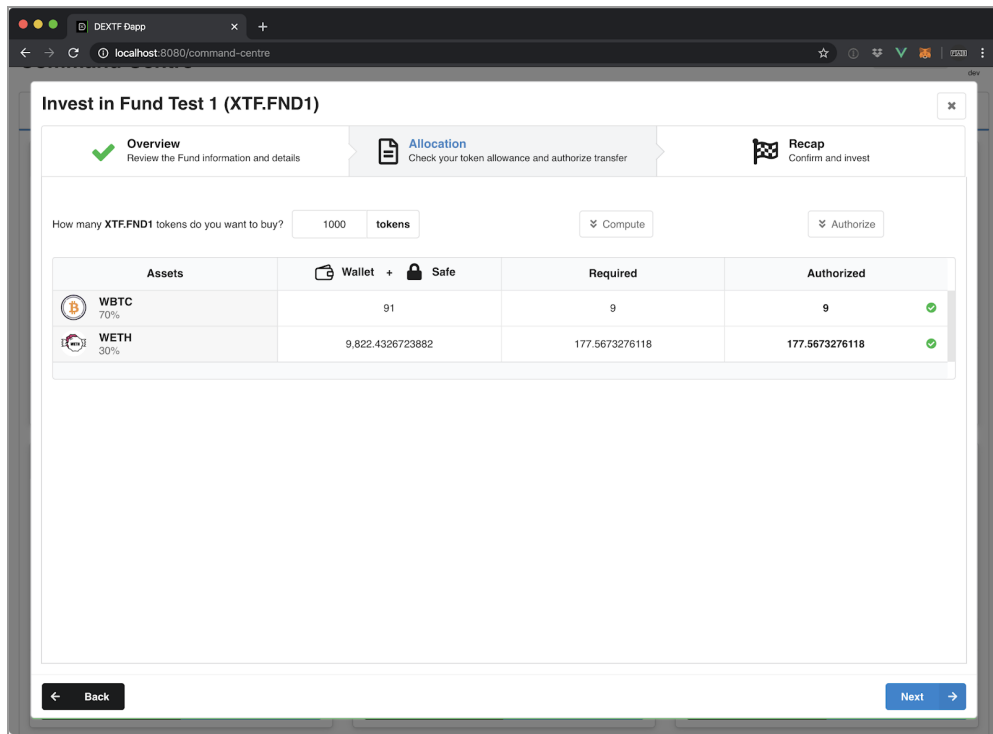 DEXTF Ðapp
localhost:8080/command-centre
dev
Invest in Fund Test 1 (XTF.FND1)
Overview
Review the Fund information and details
Allocation
Check your token allowance and authorize transfer
Recap
Confirm and invest
How many XTF.FND1 tokens do you want to buy? 1000 tokens Compute Authorize
Assets Wallet + Safe Required Authorized
WBTC
70%
91 9 9
WETH
30%
9,822.4326723882 177.5673276118 177.5673276118
Back Next